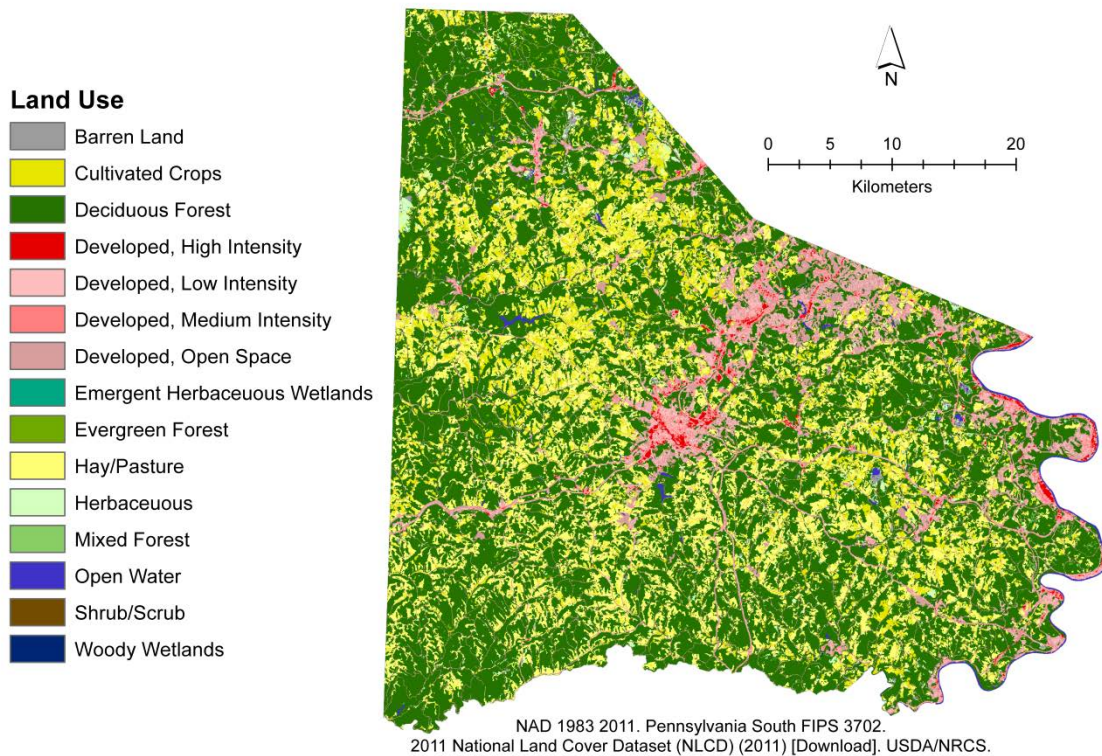 Land Use
Barren Land
Cultivated Crops
Deciduous Forest
Developed, High Intensity
Developed, Low Intensity
Developed, Medium Intensity
Developed, Open Space
Emergent Herbaceuous Wetlands
Evergreen Forest
Hay/Pasture
Herbaceuous
Mixed Forest
Open Water
Shrub/Scrub
Woody Wetlands
N
0 5 10 20
Kilometers
NAD 1983 2011. Pennsylvania South FIPS 3702.
2011 National Land Cover Dataset (NLCD) (2011) [Download]. USDA/NRCS.